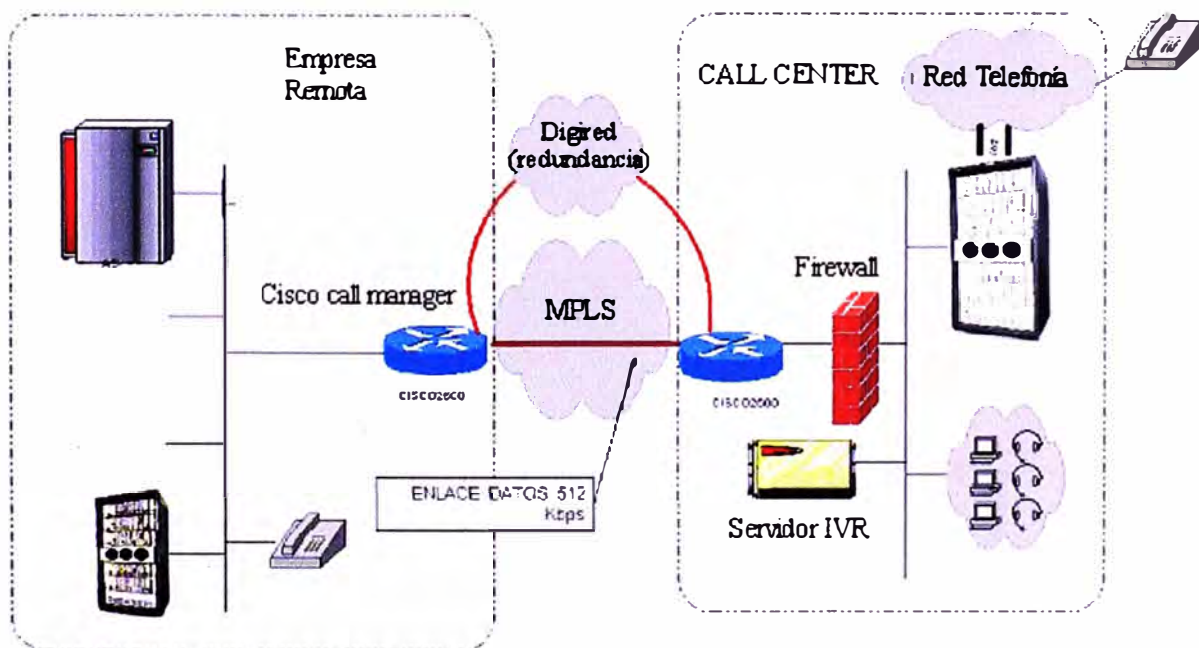 Empresa
Remota
CALL CENTER
Red Telefonía
Digired
(redundancia)
Firewall
Cisco call manager
MPLS
ENLACE DATOS 512
Kbps
Servidor IVR